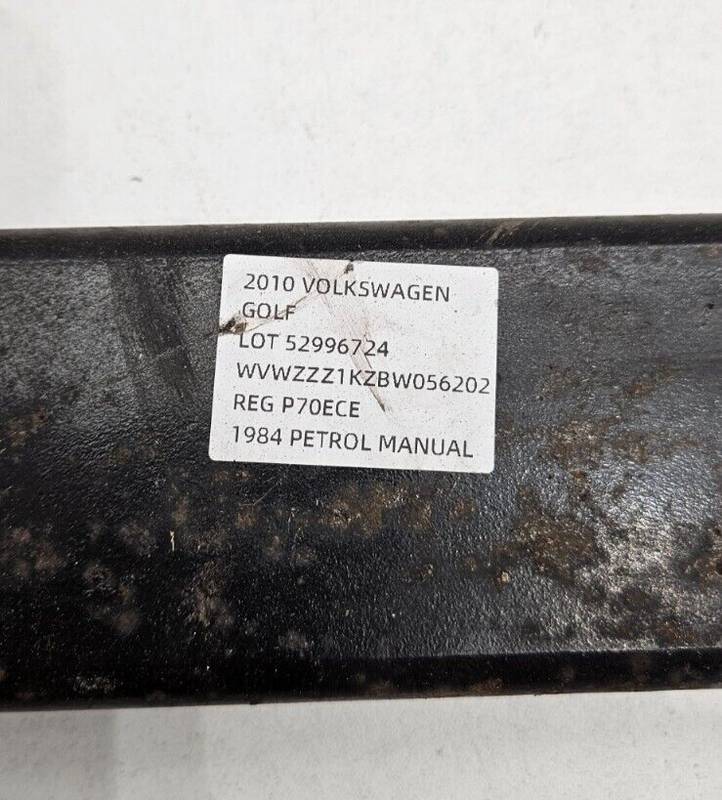 2010 VOLKSWAGEN
GOLF
LOT 52996724
WVWZZZ1KZBW056202
REG P70ECE
1984 PETROL MANUAL